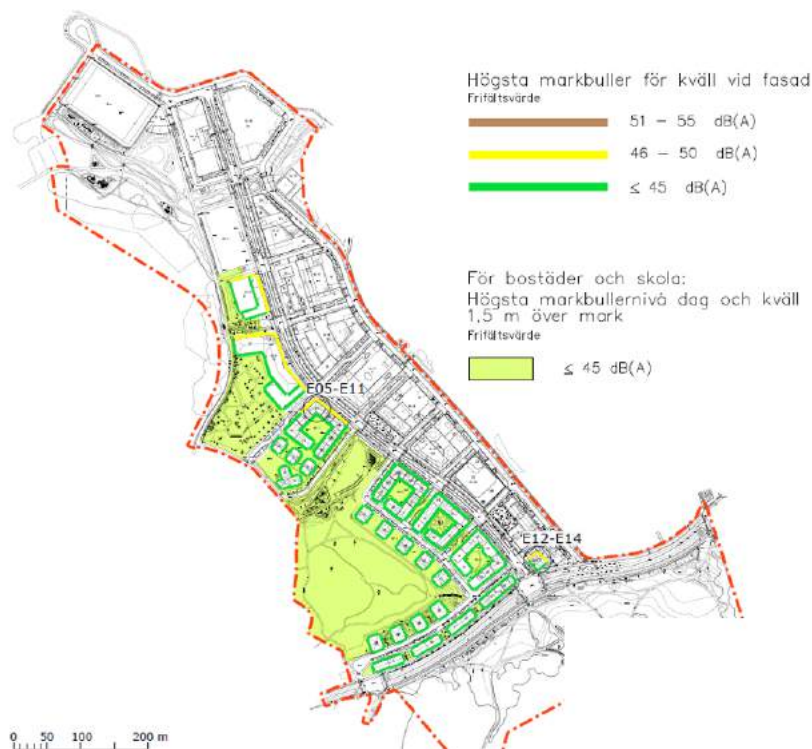 Högsta markbuller för kväll vid fasad
Frifältsvärde
51 – 55 dB(A)
46 – 50 dB(A)
≤ 45 dB(A)
För bostäder och skola:
Högsta markbullernivå dag och kväll
1,5 m över mark
Frifältsvärde
≤ 45 dB(A)
E05-E11
E12-E14
0 50 100 200 m